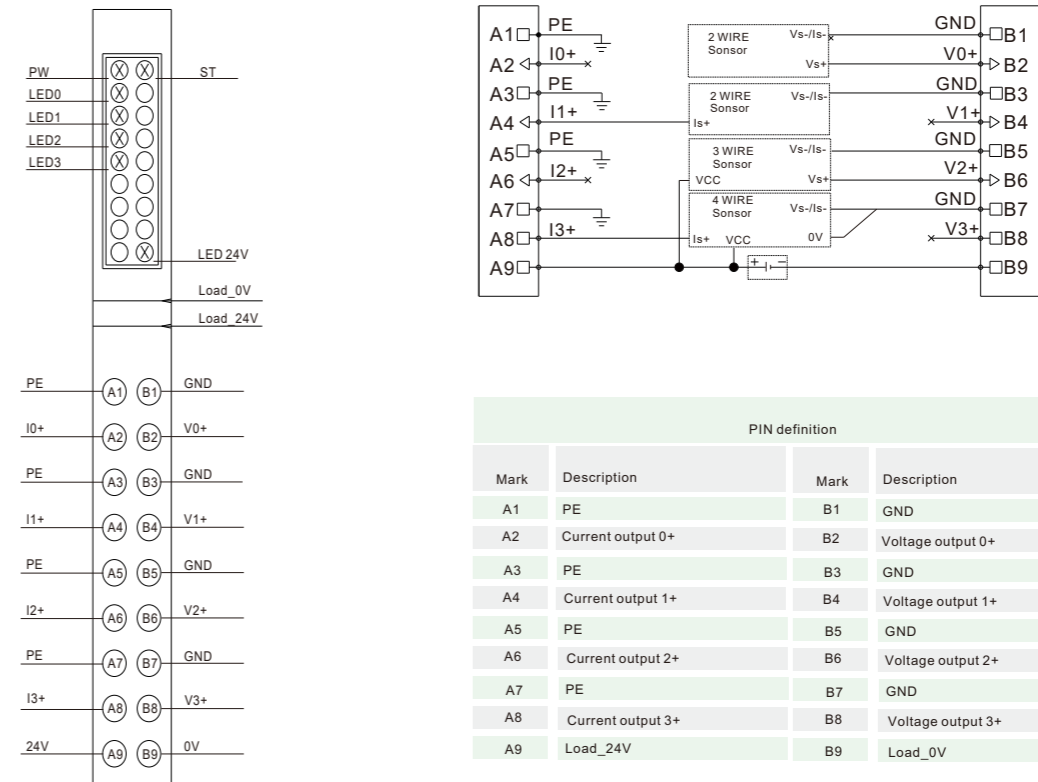 PW
ST
LED0
LED1
LED2
LED3
LED 24V
Load_0V
Load_24V
PE A1 B1 GND
I0+ A2 B2 V0+
PE A3 B3 GND
I1+ A4 B4 V1+
PE A5 B5 GND
I2+ A6 B6 V2+
PE A7 B7 GND
I3+ A8 B8 V3+
24V A9 B9 0V
A1 PE
A2 I0+
A3 PE
A4 I1+
A5 PE
A6 I2+
A7
A8 I3+
A9
2 WIRE
Sonsor
Vs-/Is-
Vs+
2 WIRE
Sonsor
Vs-/Is-
Is+
3 WIRE
Sonsor
Vs-/Is-
VCC
Vs+
4 WIRE
Sonsor
Vs-/Is-
Is+ VCC 0V
+ −
GND B1
V0+ B2
GND B3
V1+ B4
GND B5
V2+ B6
GND B7
V3+ B8
B9
PIN definition
Mark Description Mark Description
A1 PE B1 GND
A2 Current output 0+ B2 Voltage output 0+
A3 PE B3 GND
A4 Current output 1+ B4 Voltage output 1+
A5 PE B5 GND
A6 Current output 2+ B6 Voltage output 2+
A7 PE B7 GND
A8 Current output 3+ B8 Voltage output 3+
A9 Load_24V B9 Load_0V